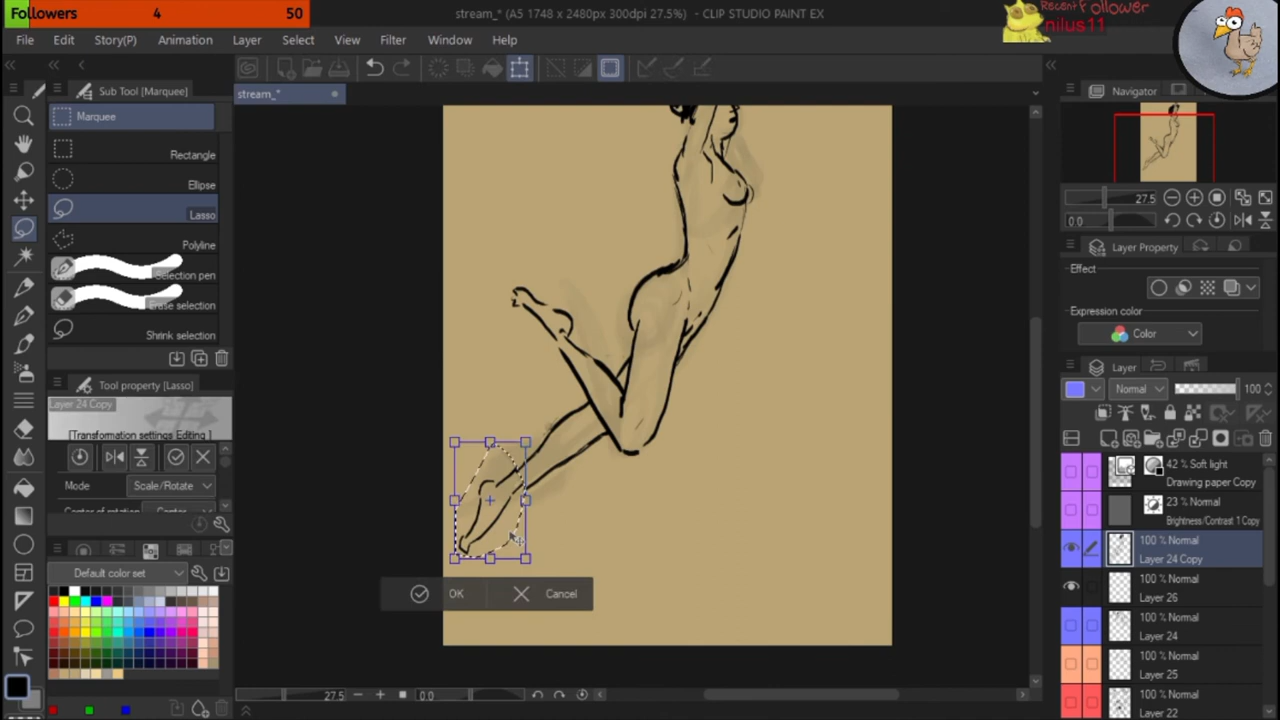 Followers 4 50
stream_* (A5 1748 x 2480px 300dpi 27.5%) - CLIP STUDIO PAINT EX
Recent Follower
nilus11
File Edit Story(P) Animation Layer Select View Filter Window Help
Sub Tool [Marquee]
stream_*
Navigator
Marquee
Rectangle
Ellipse
Lasso
Polyline
Selection pen
Erase selection
Shrink selection
27.5
0.0
Layer Property
Effect
Expression color
Color
Tool property [Lasso]
Layer 24 Copy
[Transformation settings Editing ]
Mode Scale/Rotate
Center of rotation Center
Default color set
OK Cancel
Layer
Normal 100
42 % Soft light
Drawing paper Copy
23 % Normal
Brightness/Contrast 1 Copy
100 % Normal
Layer 24 Copy
100 % Normal
Layer 26
100 % Normal
Layer 24
100 % Normal
Layer 25
100 % Normal
Layer 22
27.5 0.0